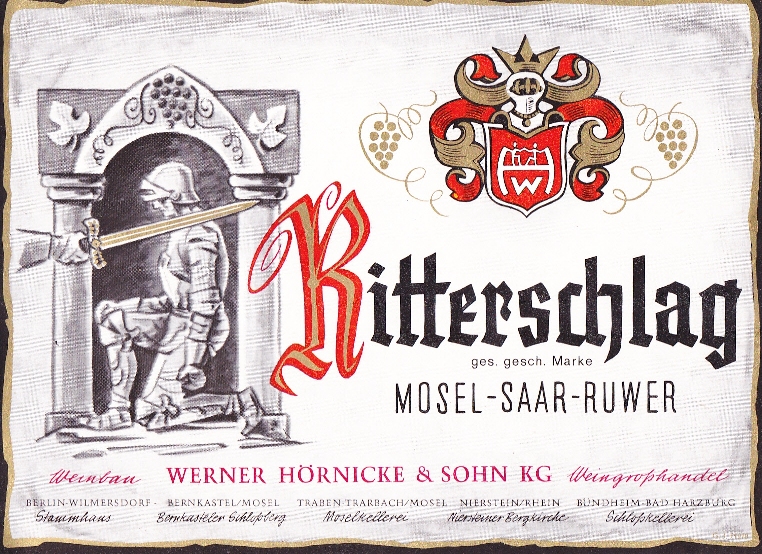 Ritterschlag
ges. gesch. Marke
MOSEL-SAAR-RUWER
Weinbau WERNER HÖRNICKE & SOHN KG Weingroßhandel
BERLIN-WILMERSDORF - BERNKASTEL/MOSEL TRABEN-TRARBACH/MOSEL NIERSTEIN/RHEIN BÜNDHEIM-BAD-HARZBURG
Stammhaus Bernkasteler Schloßberg Moselkellerei Niersteiner Bergkirche Schloßkellerei